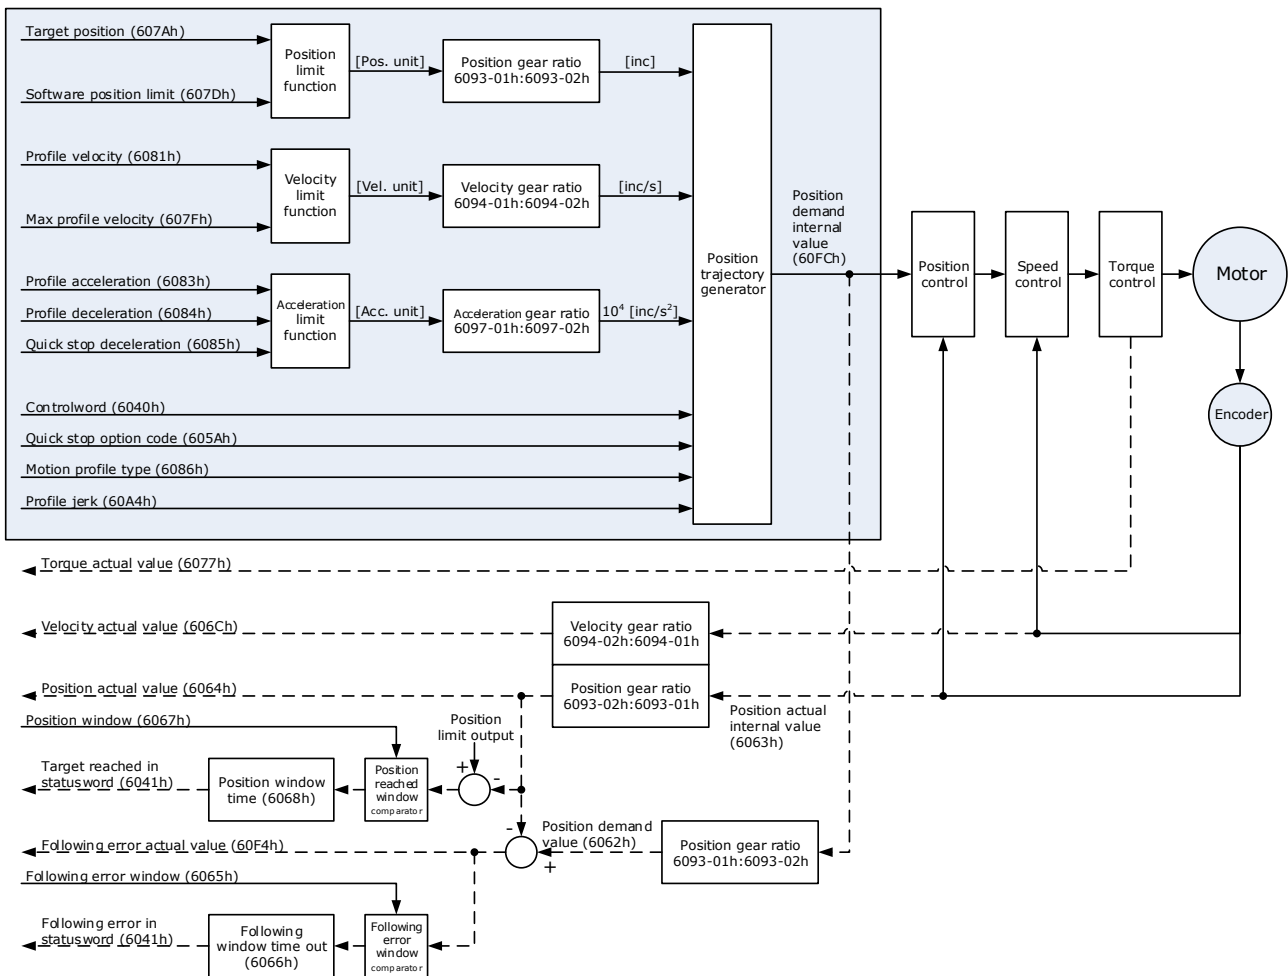 Target position (607Ah)
Software position limit (607Dh)
Position
limit
function
[Pos. unit]
Position gear ratio
6093-01h:6093-02h
[inc]
Profile velocity (6081h)
Max profile velocity (607Fh)
Velocity
limit
function
[Vel. unit]
Velocity gear ratio
6094-01h:6094-02h
[inc/s]
Profile acceleration (6083h)
Profile deceleration (6084h)
Quick stop deceleration (6085h)
Acceleration
limit
function
[Acc. unit]
Acceleration gear ratio
6097-01h:6097-02h
10⁴ [inc/s²]
Controlword (6040h)
Quick stop option code (605Ah)
Motion profile type (6086h)
Profile jerk (60A4h)
Position
trajectory
generator
Position
demand
internal
value
(60FCh)
Position
control
Speed
control
Torque
control
Motor
Encoder
Torque actual value (6077h)
Velocity actual value (606Ch)
Velocity gear ratio
6094-02h:6094-01h
Position actual value (6064h)
Position gear ratio
6093-02h:6093-01h
Position actual
internal value
(6063h)
Position window (6067h)
Position
limit output
Target reached in
statusword (6041h)
Position window
time (6068h)
Position
reached
window
comparator
+
-
Following error actual value (60F4h)
-
+
Position demand
value (6062h)
Position gear ratio
6093-01h:6093-02h
Following error window (6065h)
Following error in
statusword (6041h)
Following
window time out
(6066h)
Following
error
window
comparator